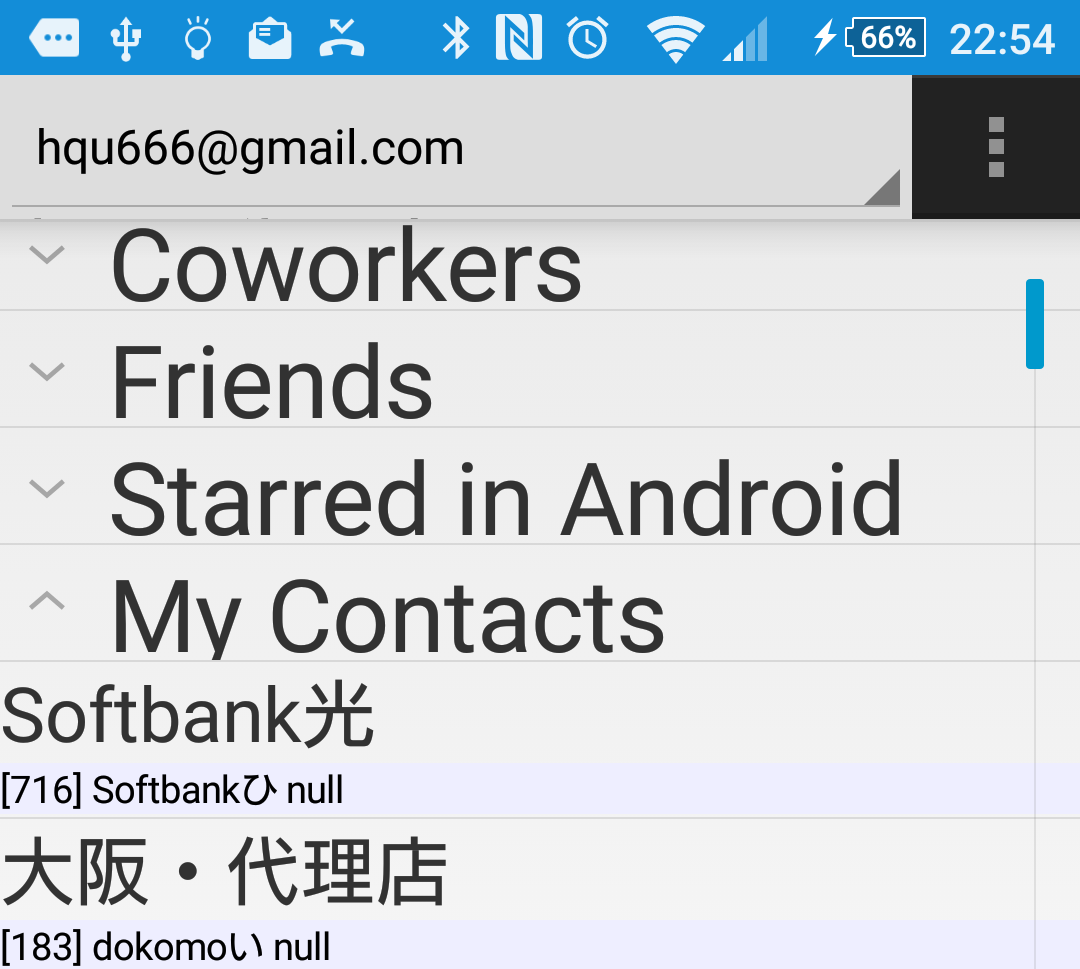 66% 22:54
hqu666@gmail.com
Coworkers
Friends
Starred in Android
My Contacts
Softbank光
[716] Softbankひ null
大阪・代理店
[183] dokomoい null